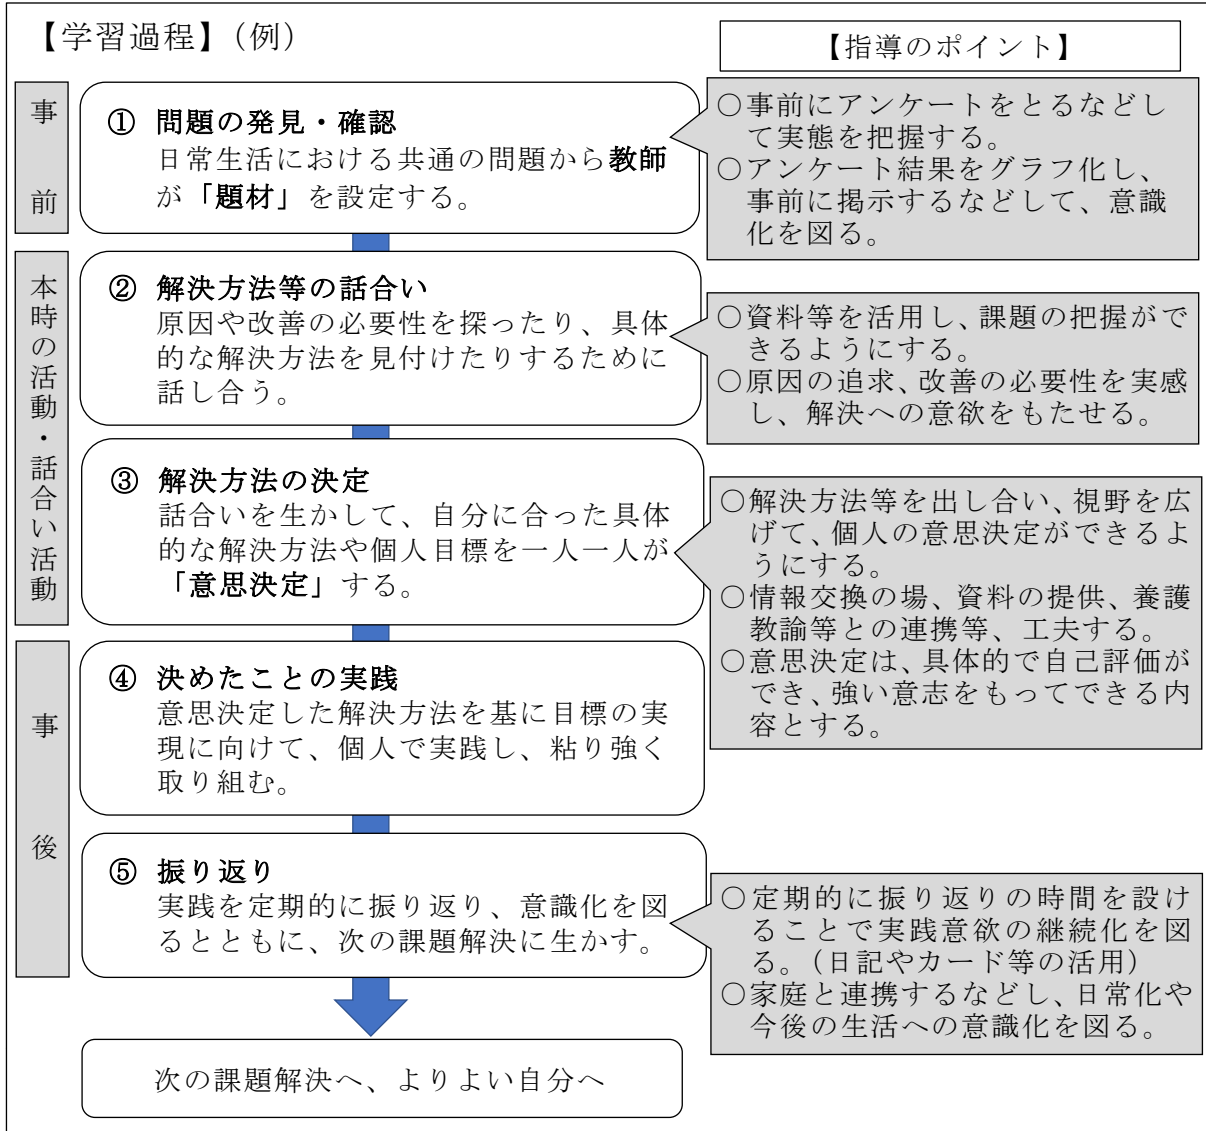 【学習過程】(例)
【指導のポイント】
事前
① 問題の発見・確認
日常生活における共通の問題から教師
が「題材」を設定する。
○事前にアンケートをとるなどし
て実態を把握する。
○アンケート結果をグラフ化し、
事前に掲示するなどして、意識
化を図る。
本時の活動・話合い活動
② 解決方法等の話合い
原因や改善の必要性を探ったり、具体
的な解決方法を見付けたりするために
話し合う。
○資料等を活用し、課題の把握がで
きるようにする。
○原因の追求、改善の必要性を実感
し、解決への意欲をもたせる。
③ 解決方法の決定
話合いを生かして、自分に合った具体
的な解決方法や個人目標を一人一人が
「意思決定」する。
○解決方法等を出し合い、視野を広
げて、個人の意思決定ができるよ
うにする。
○情報交換の場、資料の提供、養護
教諭等との連携等、工夫する。
○意思決定は、具体的で自己評価が
でき、強い意志をもってできる内
容とする。
事後
④ 決めたことの実践
意思決定した解決方法を基に目標の実
現に向けて、個人で実践し、粘り強く
取り組む。
⑤ 振り返り
実践を定期的に振り返り、意識化を図
るとともに、次の課題解決に生かす。
○定期的に振り返りの時間を設け
ることで実践意欲の継続化を図
る。(日記やカード等の活用)
○家庭と連携するなどし、日常化や
今後の生活への意識化を図る。
次の課題解決へ、よりよい自分へ